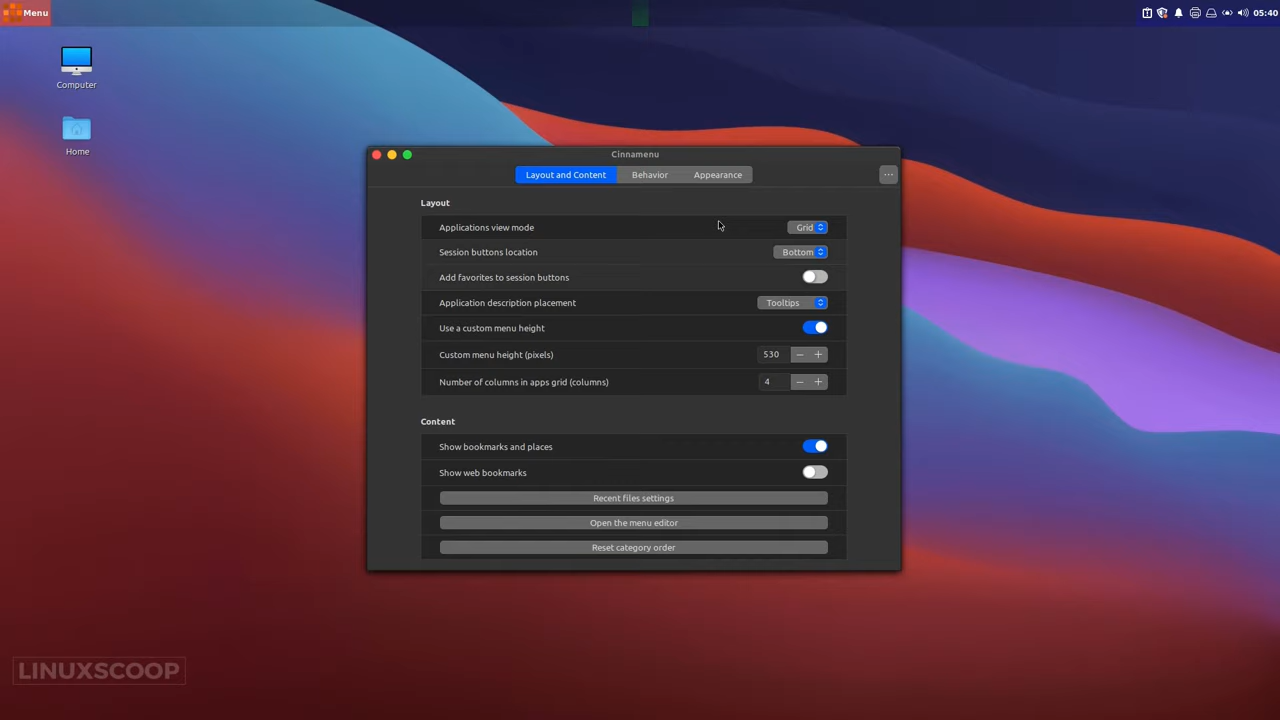 Menu
05:40
Computer
Home
Cinnamenu
Layout and Content
Behavior
Appearance
...
Layout
Applications view mode
Grid
Session buttons location
Bottom
Add favorites to session buttons
Application description placement
Tooltips
Use a custom menu height
Custom menu height (pixels)
530
Number of columns in apps grid (columns)
4
Content
Show bookmarks and places
Show web bookmarks
Recent files settings
Open the menu editor
Reset category order
LINUXSCOOP